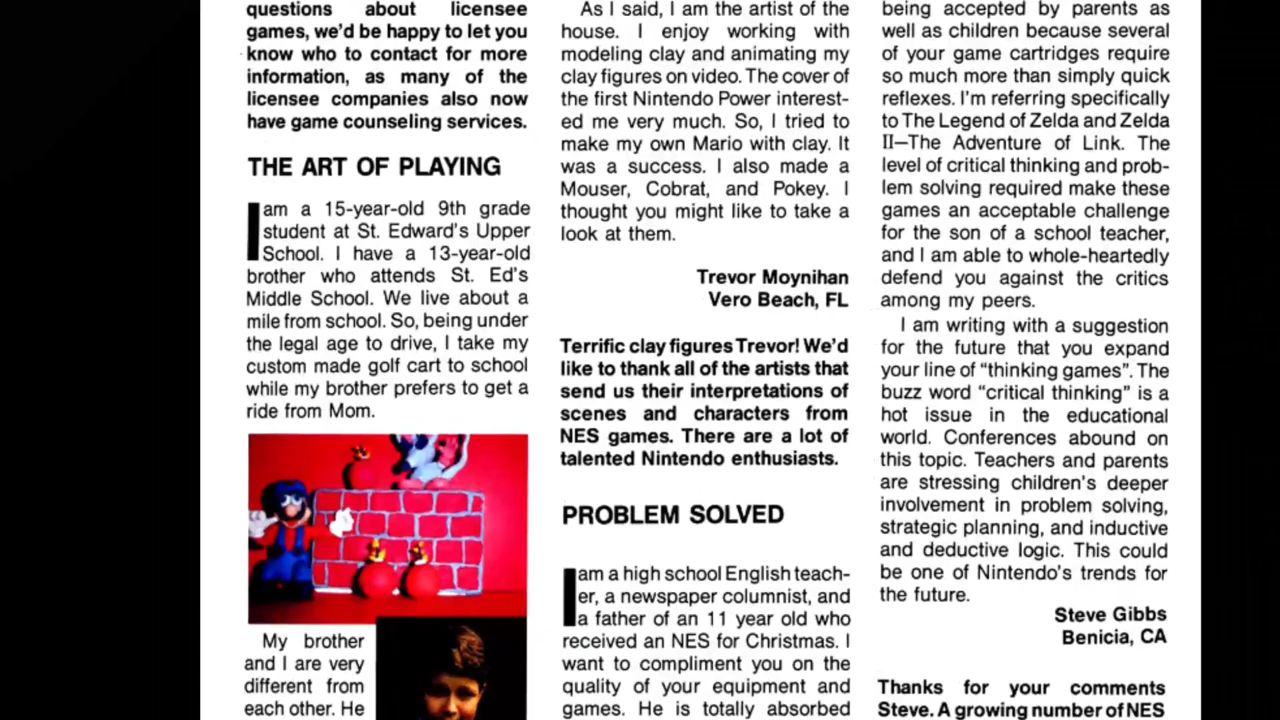 questions about licensee
games, we'd be happy to let you
know who to contact for more
information, as many of the
licensee companies also now
have game counseling services.
THE ART OF PLAYING
I am a 15-year-old 9th grade
student at St. Edward's Upper
School. I have a 13-year-old
brother who attends St. Ed's
Middle School. We live about a
mile from school. So, being under
the legal age to drive, I take my
custom made golf cart to school
while my brother prefers to get a
ride from Mom.
My brother
and I are very
different from
each other. He
As I said, I am the artist of the
house. I enjoy working with
modeling clay and animating my
clay figures on video. The cover of
the first Nintendo Power interest-
ed me very much. So, I tried to
make my own Mario with clay. It
was a success. I also made a
Mouser, Cobrat, and Pokey. I
thought you might like to take a
look at them.
Trevor Moynihan
Vero Beach, FL
Terrific clay figures Trevor! We'd
like to thank all of the artists that
send us their interpretations of
scenes and characters from
NES games. There are a lot of
talented Nintendo enthusiasts.
PROBLEM SOLVED
I am a high school English teach-
er, a newspaper columnist, and
a father of an 11 year old who
received an NES for Christmas. I
want to compliment you on the
quality of your equipment and
games. He is totally absorbed
being accepted by parents as
well as children because several
of your game cartridges require
so much more than simply quick
reflexes. I'm referring specifically
to The Legend of Zelda and Zelda
II—The Adventure of Link. The
level of critical thinking and prob-
lem solving required make these
games an acceptable challenge
for the son of a school teacher,
and I am able to whole-heartedly
defend you against the critics
among my peers.
I am writing with a suggestion
for the future that you expand
your line of "thinking games". The
buzz word "critical thinking" is a
hot issue in the educational
world. Conferences abound on
this topic. Teachers and parents
are stressing children's deeper
involvement in problem solving,
strategic planning, and inductive
and deductive logic. This could
be one of Nintendo's trends for
the future.
Steve Gibbs
Benicia, CA
Thanks for your comments
Steve. A growing number of NES